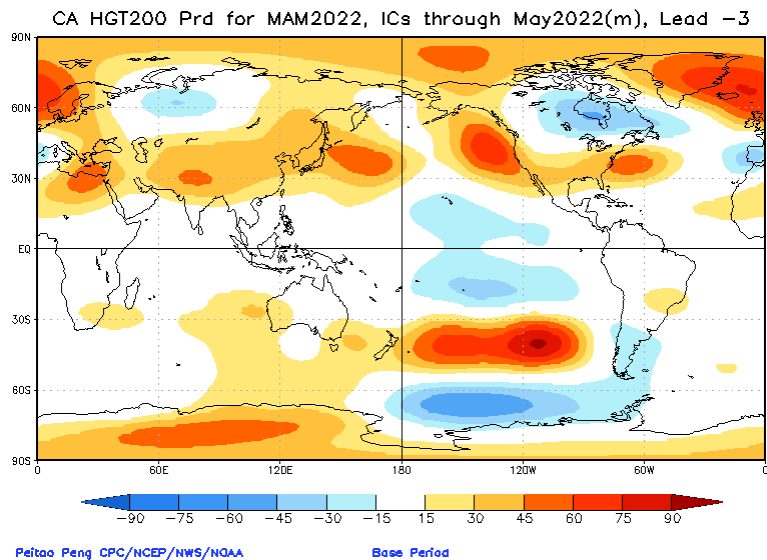 CA HGT200 Prd for MAM2022, ICs through May2022(m), Lead −3
90N
60N
30N
EQ
30S
60S
90S
0 60E 120E 180 120W 60W 0
−90 −75 −60 −45 −30 −15 15 30 45 60 75 90
Peitao Peng CPC/NCEP/NWS/NOAA Base Period